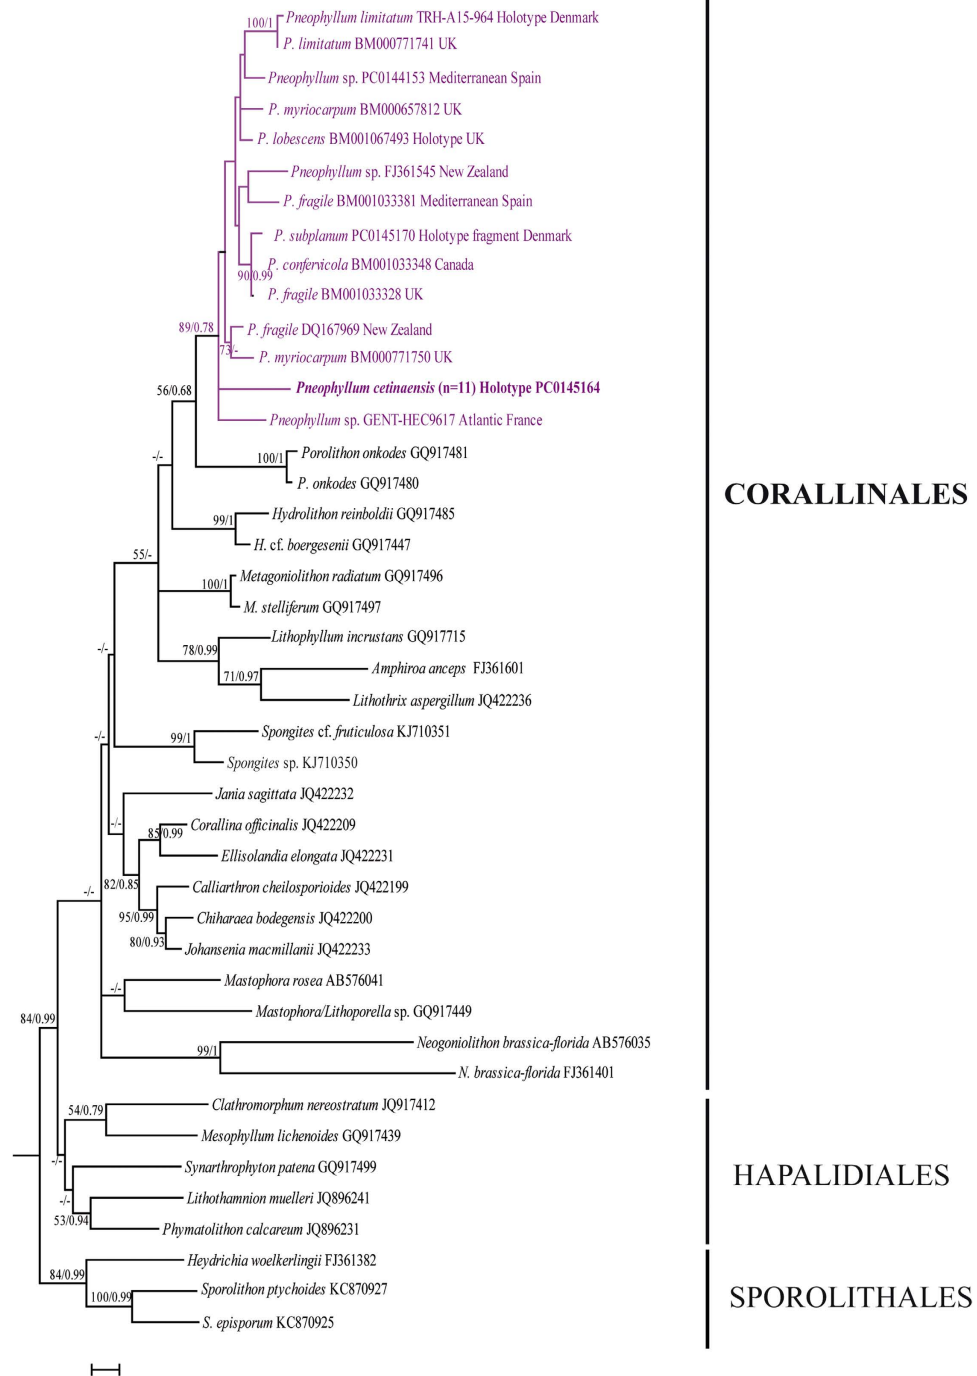 100/1
Pneophyllum limitatum TRH-A15-964 Holotype Denmark
P. limitatum BM000771741 UK
Pneophyllum sp. PC0144153 Mediterranean Spain
P. myriocarpum BM000657812 UK
P. lobescens BM001067493 Holotype UK
Pneophyllum sp. FJ361545 New Zealand
P. fragile BM001033381 Mediterranean Spain
P. subplanum PC0145170 Holotype fragment Denmark
P. confervicola BM001033348 Canada
90/0.99
P. fragile BM001033328 UK
89/0.78
P. fragile DQ167969 New Zealand
73/-
P. myriocarpum BM000771750 UK
56/0.68
Pneophyllum cetinaensis (n=11) Holotype PC0145164
Pneophyllum sp. GENT-HEC9617 Atlantic France
Porolithon onkodes GQ917481
-/-
100/1
P. onkodes GQ917480
CORALLINALES
Hydrolithon reinboldii GQ917485
99/1
H. cf. boergesenii GQ917447
55/-
Metagoniolithon radiatum GQ917496
100/1
M. stelliferum GQ917497
Lithophyllum incrustans GQ917715
-/-
78/0.99
Amphiroa anceps FJ361601
71/0.97
Lithothrix aspergillum JQ422236
Spongites cf. fruticulosa KJ710351
-/-
99/1
Spongites sp. KJ710350
Jania sagittata JQ422232
-/-
Corallina officinalis JQ422209
85/0.99
Ellisolandia elongata JQ422231
82/0.85
Calliarthron cheilosporioides JQ422199
-/-
95/0.99
Chiharaea bodegensis JQ422200
80/0.93
Johansenia macmillanii JQ422233
Mastophora rosea AB576041
-/-
Mastophora/Lithoporella sp. GQ917449
84/0.99
Neogoniolithon brassica-florida AB576035
99/1
N. brassica-florida FJ361401
54/0.79
Clathromorphum nereostratum JQ917412
Mesophyllum lichenoides GQ917439
-/-
Synarthrophyton patena GQ917499
HAPALIDIALES
-/-
Lithothamnion muelleri JQ896241
53/0.94
Phymatolithon calcareum JQ896231
Heydrichia woelkerlingii FJ361382
84/0.99
Sporolithon ptychoides KC870927
100/0.99
SPOROLITHALES
S. episporum KC870925